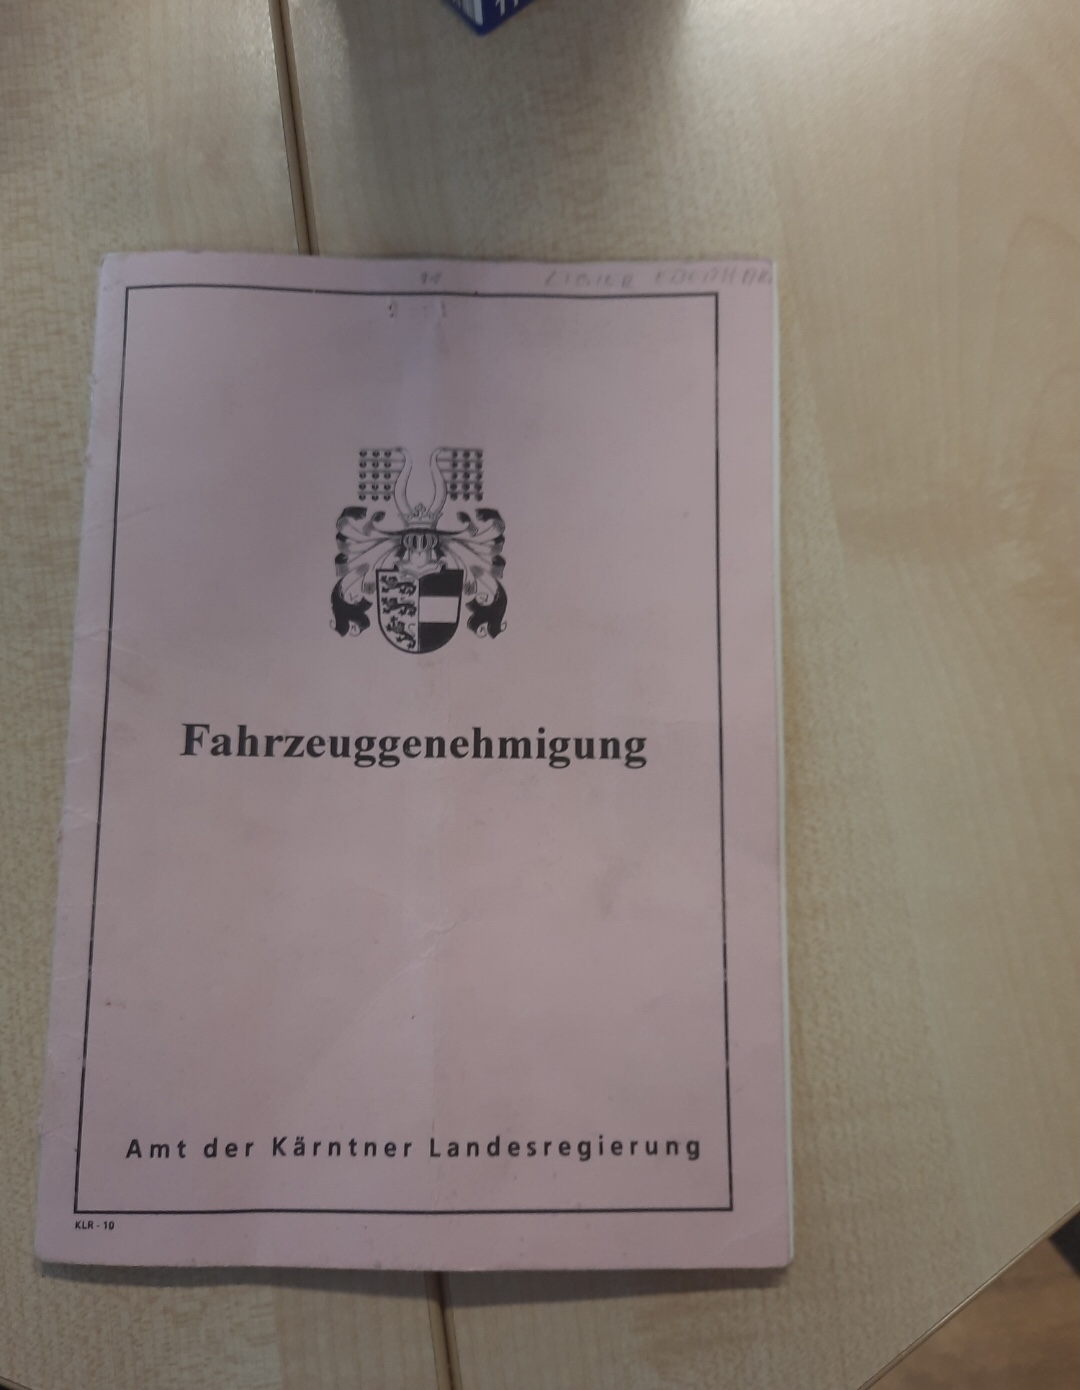 Fahrzeuggenehmigung
Amt der Kärntner Landesregierung
KLR - 10